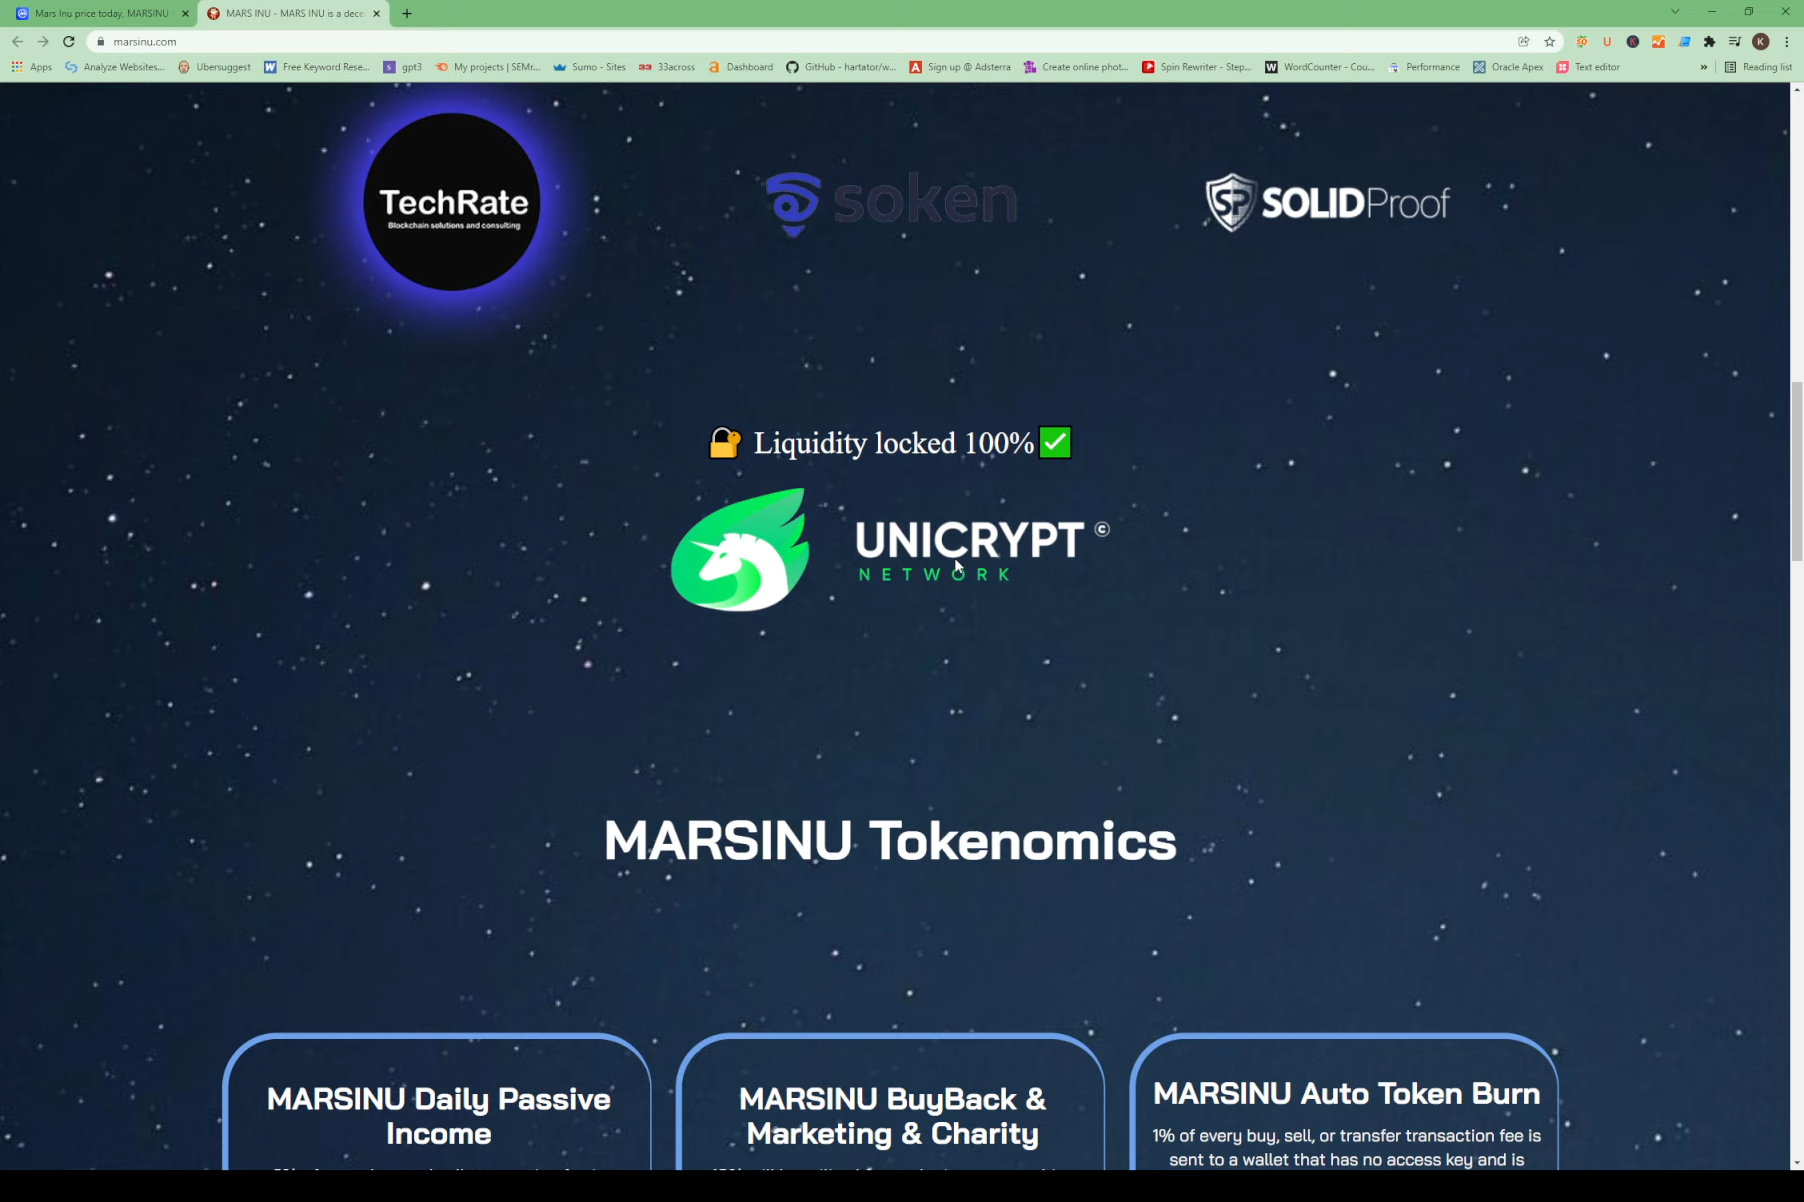 Mars Inu price today, MARSINU
MARS INU - MARS INU is a dece
marsinu.com
K
Apps
Analyze Websites...
Ubersuggest
Free Keyword Rese...
gpt3
My projects | SEMr...
Sumo - Sites
33across
Dashboard
GitHub - hartator/w...
Sign up @ Adsterra
Create online phot...
Spin Rewriter - Step...
WordCounter - Cou...
Performance
Oracle Apex
Text editor
»
Reading list
TechRate
Blockchain solutions and consulting
soken
SP SOLIDProof
Liquidity locked 100%
UNICRYPT ©
NETWORK
MARSINU Tokenomics
MARSINU Daily Passive
Income
MARSINU BuyBack &
Marketing & Charity
MARSINU Auto Token Burn
1% of every buy, sell, or transfer transaction fee is
sent to a wallet that has no access key and is